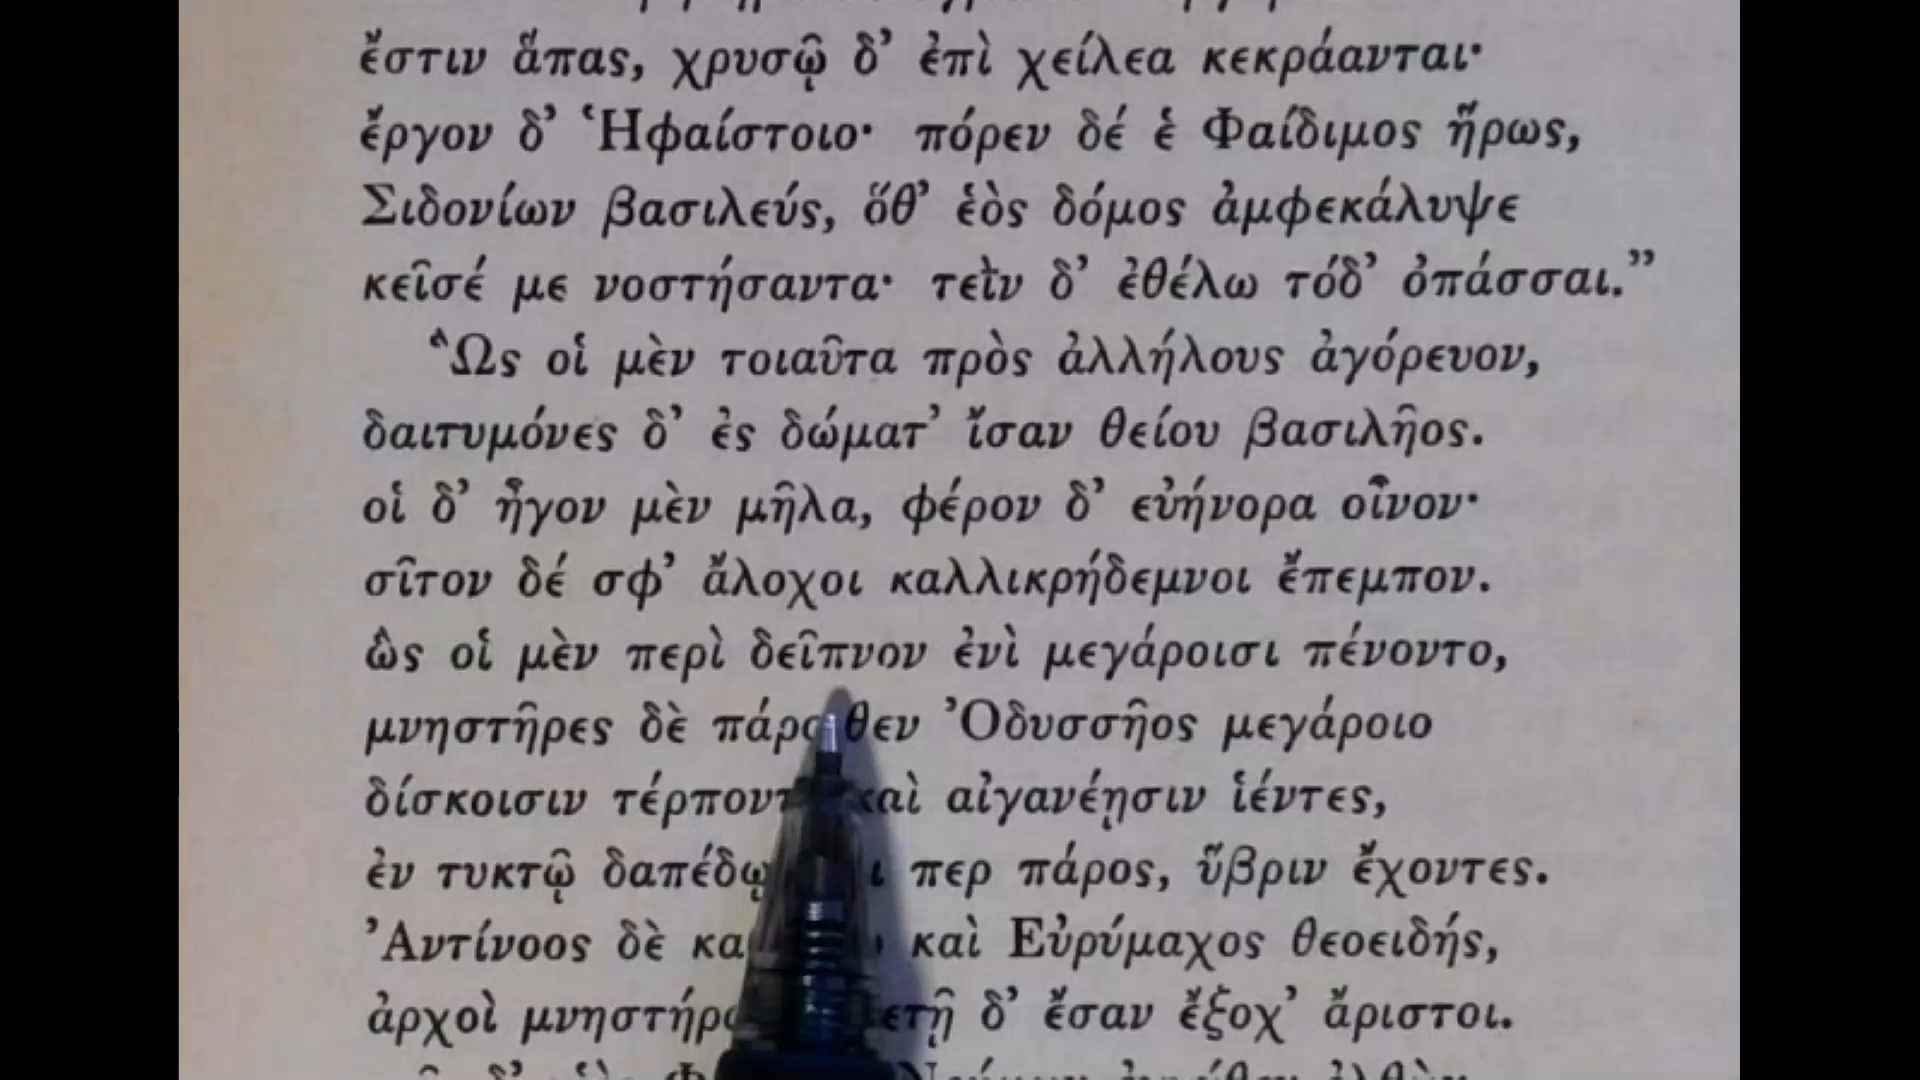 ἔστιν ἅπας, χρυσῷ δ’ ἐπὶ χείλεα κεκράανται·
ἔργον δ’ Ἡφαίστοιο· πόρεν δέ ἑ Φαίδιμος ἥρως,
Σιδονίων βασιλεύς, ὅθ’ ἑὸς δόμος ἀμφεκάλυψε
κεῖσέ με νοστήσαντα· τεῒν δ’ ἐθέλω τόδ’ ὀπάσσαι.”
Ὣς οἱ μὲν τοιαῦτα πρὸς ἀλλήλους ἀγόρευον,
δαιτυμόνες δ’ ἐς δώματ’ ἴσαν θείου βασιλῆος.
οἱ δ’ ἦγον μὲν μῆλα, φέρον δ’ εὐήνορα οἶνον·
σῖτον δέ σφ’ ἄλοχοι καλλικρήδεμνοι ἔπεμπον.
ὣς οἱ μὲν περὶ δεῖπνον ἐνὶ μεγάροισι πένοντο,
μνηστῆρες δὲ πάροιθεν Ὀδυσσῆος μεγάροιο
δίσκοισιν τέρποντο καὶ αἰγανέῃσιν ἱέντες,
ἐν τυκτῷ δαπέδῳ περ πάρος, ὕβριν ἔχοντες.
Ἀντίνοος δὲ καὶ Εὐρύμαχος θεοειδής,
ἀρχοὶ μνηστήρων δ’ ἔσαν ἔξοχ’ ἄριστοι.